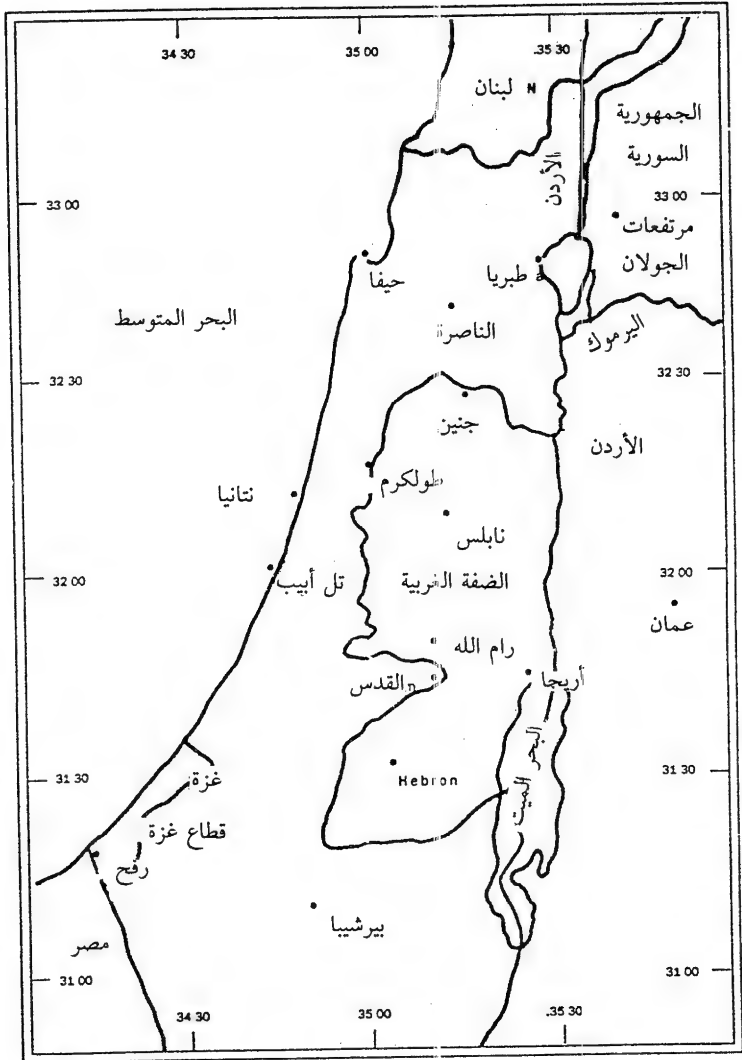 34 30
35 00
.35 30
لبنان N
الجمهورية
السورية
الأردن
33 00
33 00
مرتفعات
الجولان
حيفا
طبريا
البحر المتوسط
الناصرة
اليرموك
32 30
32 30
جنين
الأردن
طولكرم
نتانيا
نابلس
32 00
تل أبيب
الضفة الغربية
32 00
عمان
رام الله
القدس
أريحا
البحر الميت
31 30
غزة
Hebron
31 30
قطاع غزة
رفح
بيرشيبا
مصر
31 00
31 00
34 30
35 00
.35 30